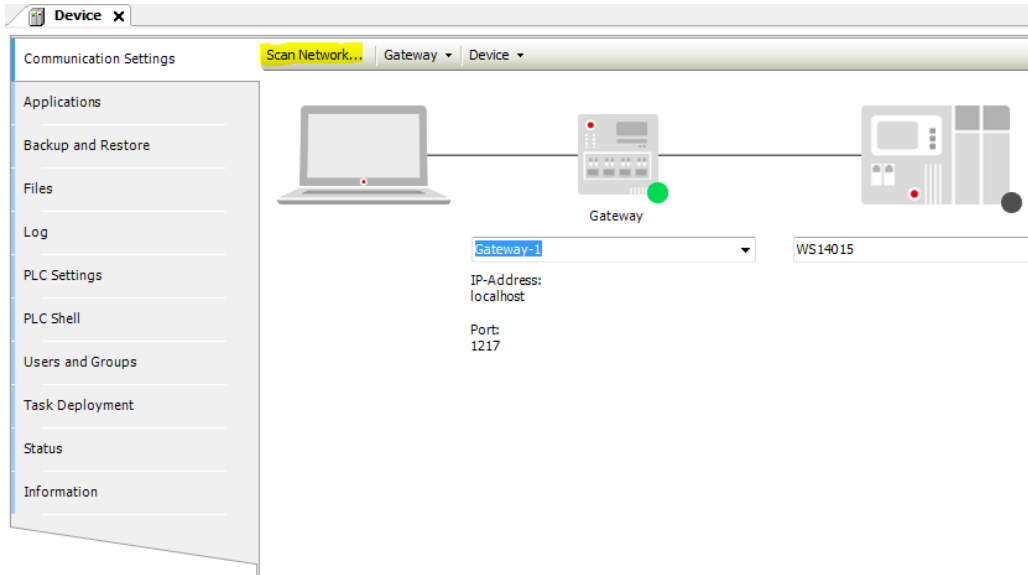 Device
Communication Settings
Scan Network... Gateway Device
Applications
Backup and Restore
Files
Log
PLC Settings
PLC Shell
Users and Groups
Task Deployment
Status
Information
Gateway
Gateway-1
WS14015
IP-Address:
localhost
Port:
1217